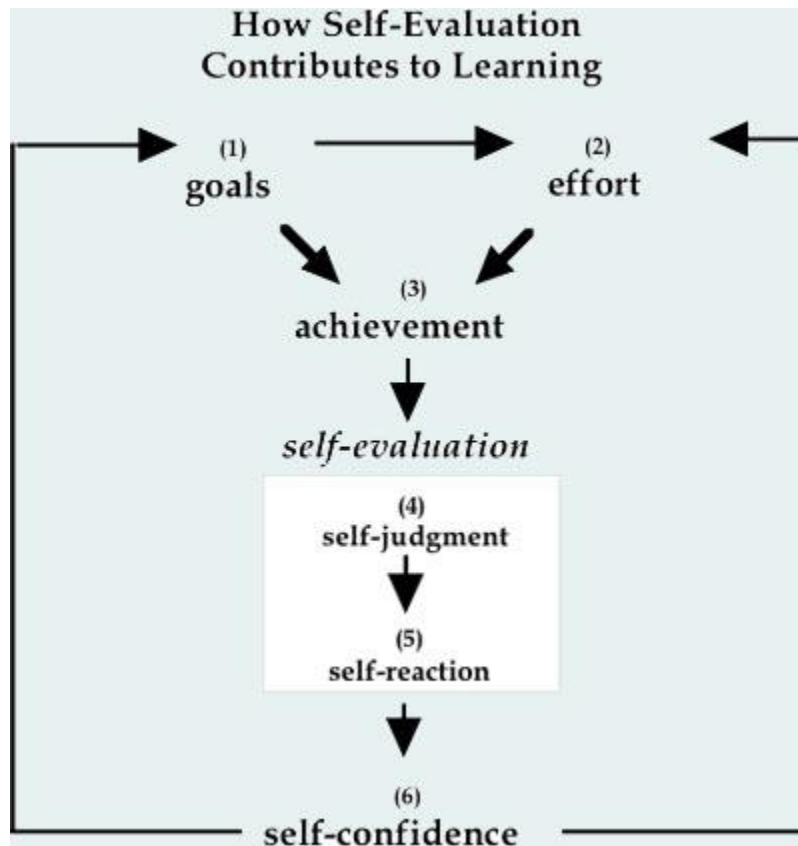 How Self-Evaluation
Contributes to Learning
(1)
goals
(2)
effort
(3)
achievement
self-evaluation
(4)
self-judgment
(5)
self-reaction
(6)
self-confidence